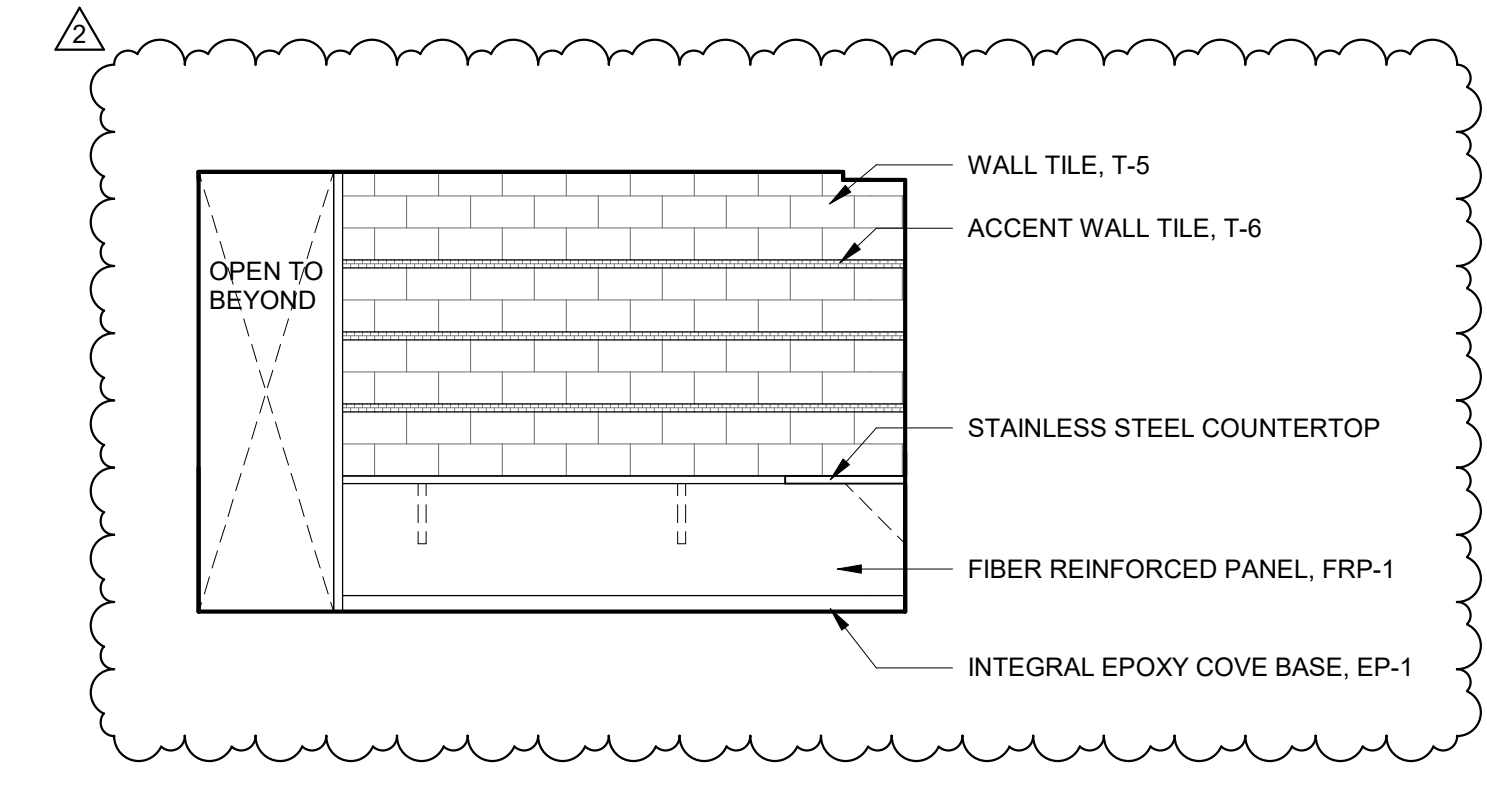 2
WALL TILE, T-5
ACCENT WALL TILE, T-6
OPEN TO
BEYOND
STAINLESS STEEL COUNTERTOP
FIBER REINFORCED PANEL, FRP-1
INTEGRAL EPOXY COVE BASE, EP-1